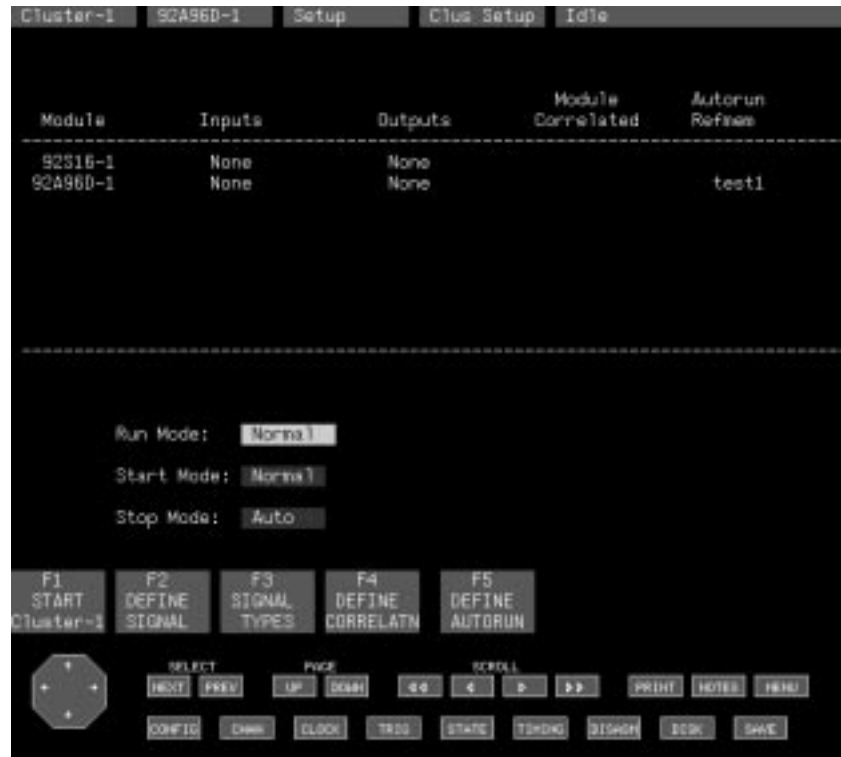 Cluster-1 92A96D-1 Setup Clus Setup Idle
Module Autorun
Module Inputs Outputs Correlated Refmem
92S16-1 None None
92A96D-1 None None test1
Run Mode: Normal
Start Mode: Normal
Stop Mode: Auto
F1 F2 F3 F4 F5
START DEFINE SIGNAL DEFINE DEFINE
Cluster-1 SIGNAL TYPES CORRELATN AUTORUN
SELECT PAGE SCROLL
NEXT PREV UP DOWN PRINT NOTES MENU
CONFIG CHAN CLOCK TRIG STATE TIMING DISASM DISK SAVE